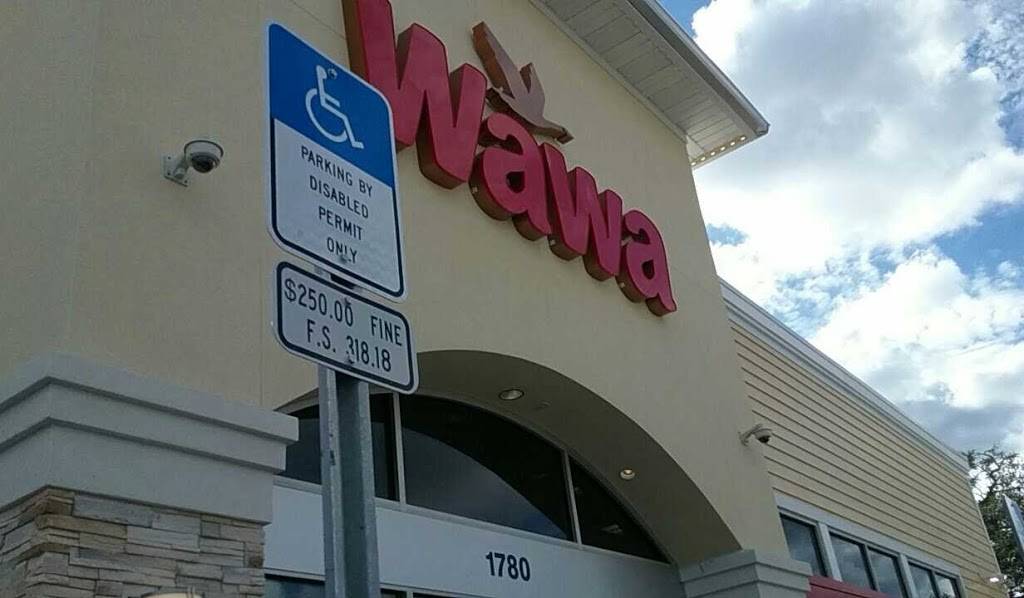 Wawa
PARKING BY
DISABLED
PERMIT
ONLY
$250.00 FINE
F.S. 318.18
1780